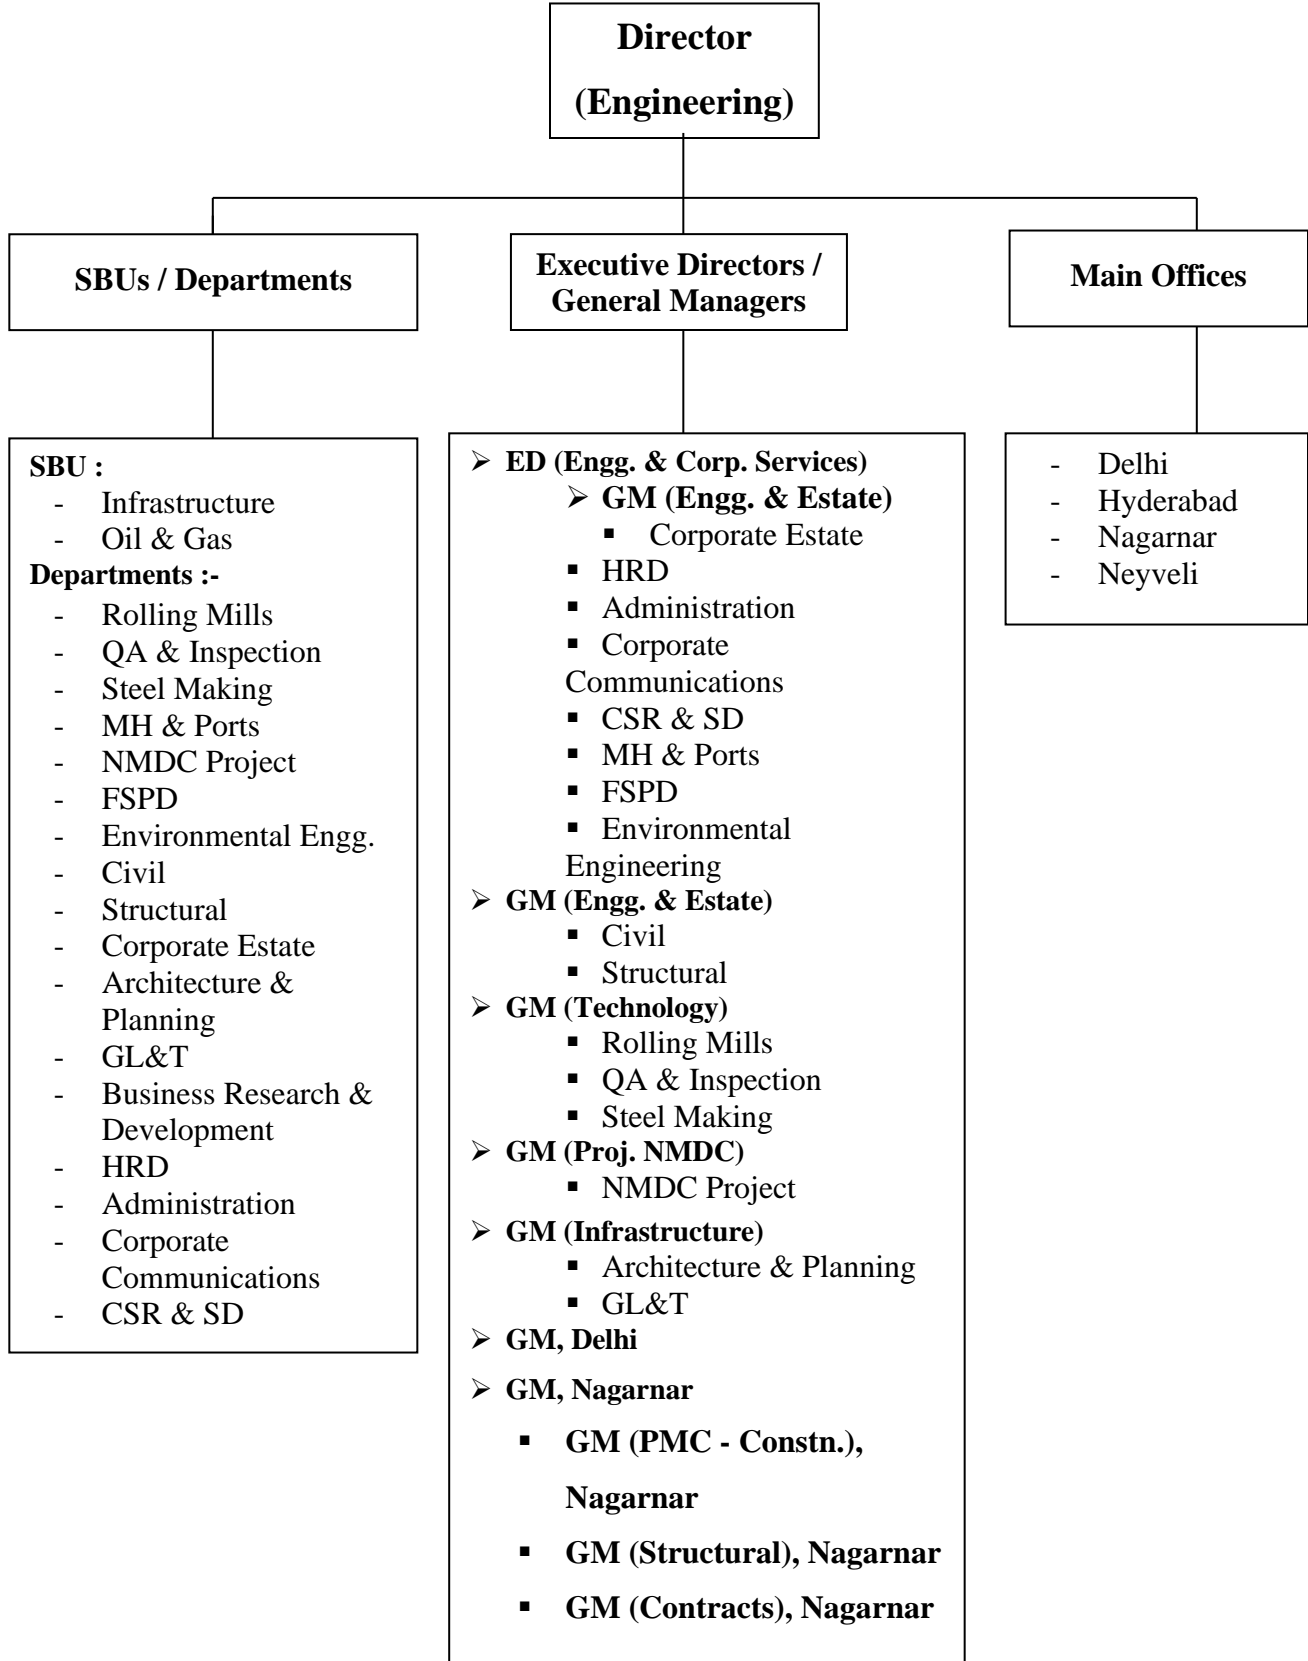 Director
(Engineering)
SBUs / Departments
Executive Directors /
General Managers
Main Offices
SBU :
- Infrastructure
- Oil & Gas
Departments :-
- Rolling Mills
- QA & Inspection
- Steel Making
- MH & Ports
- NMDC Project
- FSPD
- Environmental Engg.
- Civil
- Structural
- Corporate Estate
- Architecture &
Planning
- GL&T
- Business Research &
Development
- HRD
- Administration
- Corporate
Communications
- CSR & SD
➢ ED (Engg. & Corp. Services)
➢ GM (Engg. & Estate)
▪ Corporate Estate
▪ HRD
▪ Administration
▪ Corporate
Communications
▪ CSR & SD
▪ MH & Ports
▪ FSPD
▪ Environmental
Engineering
➢ GM (Engg. & Estate)
▪ Civil
▪ Structural
➢ GM (Technology)
▪ Rolling Mills
▪ QA & Inspection
▪ Steel Making
➢ GM (Proj. NMDC)
▪ NMDC Project
➢ GM (Infrastructure)
▪ Architecture & Planning
▪ GL&T
➢ GM, Delhi
➢ GM, Nagarnar
▪ GM (PMC - Constn.),
Nagarnar
▪ GM (Structural), Nagarnar
▪ GM (Contracts), Nagarnar
- Delhi
- Hyderabad
- Nagarnar
- Neyveli